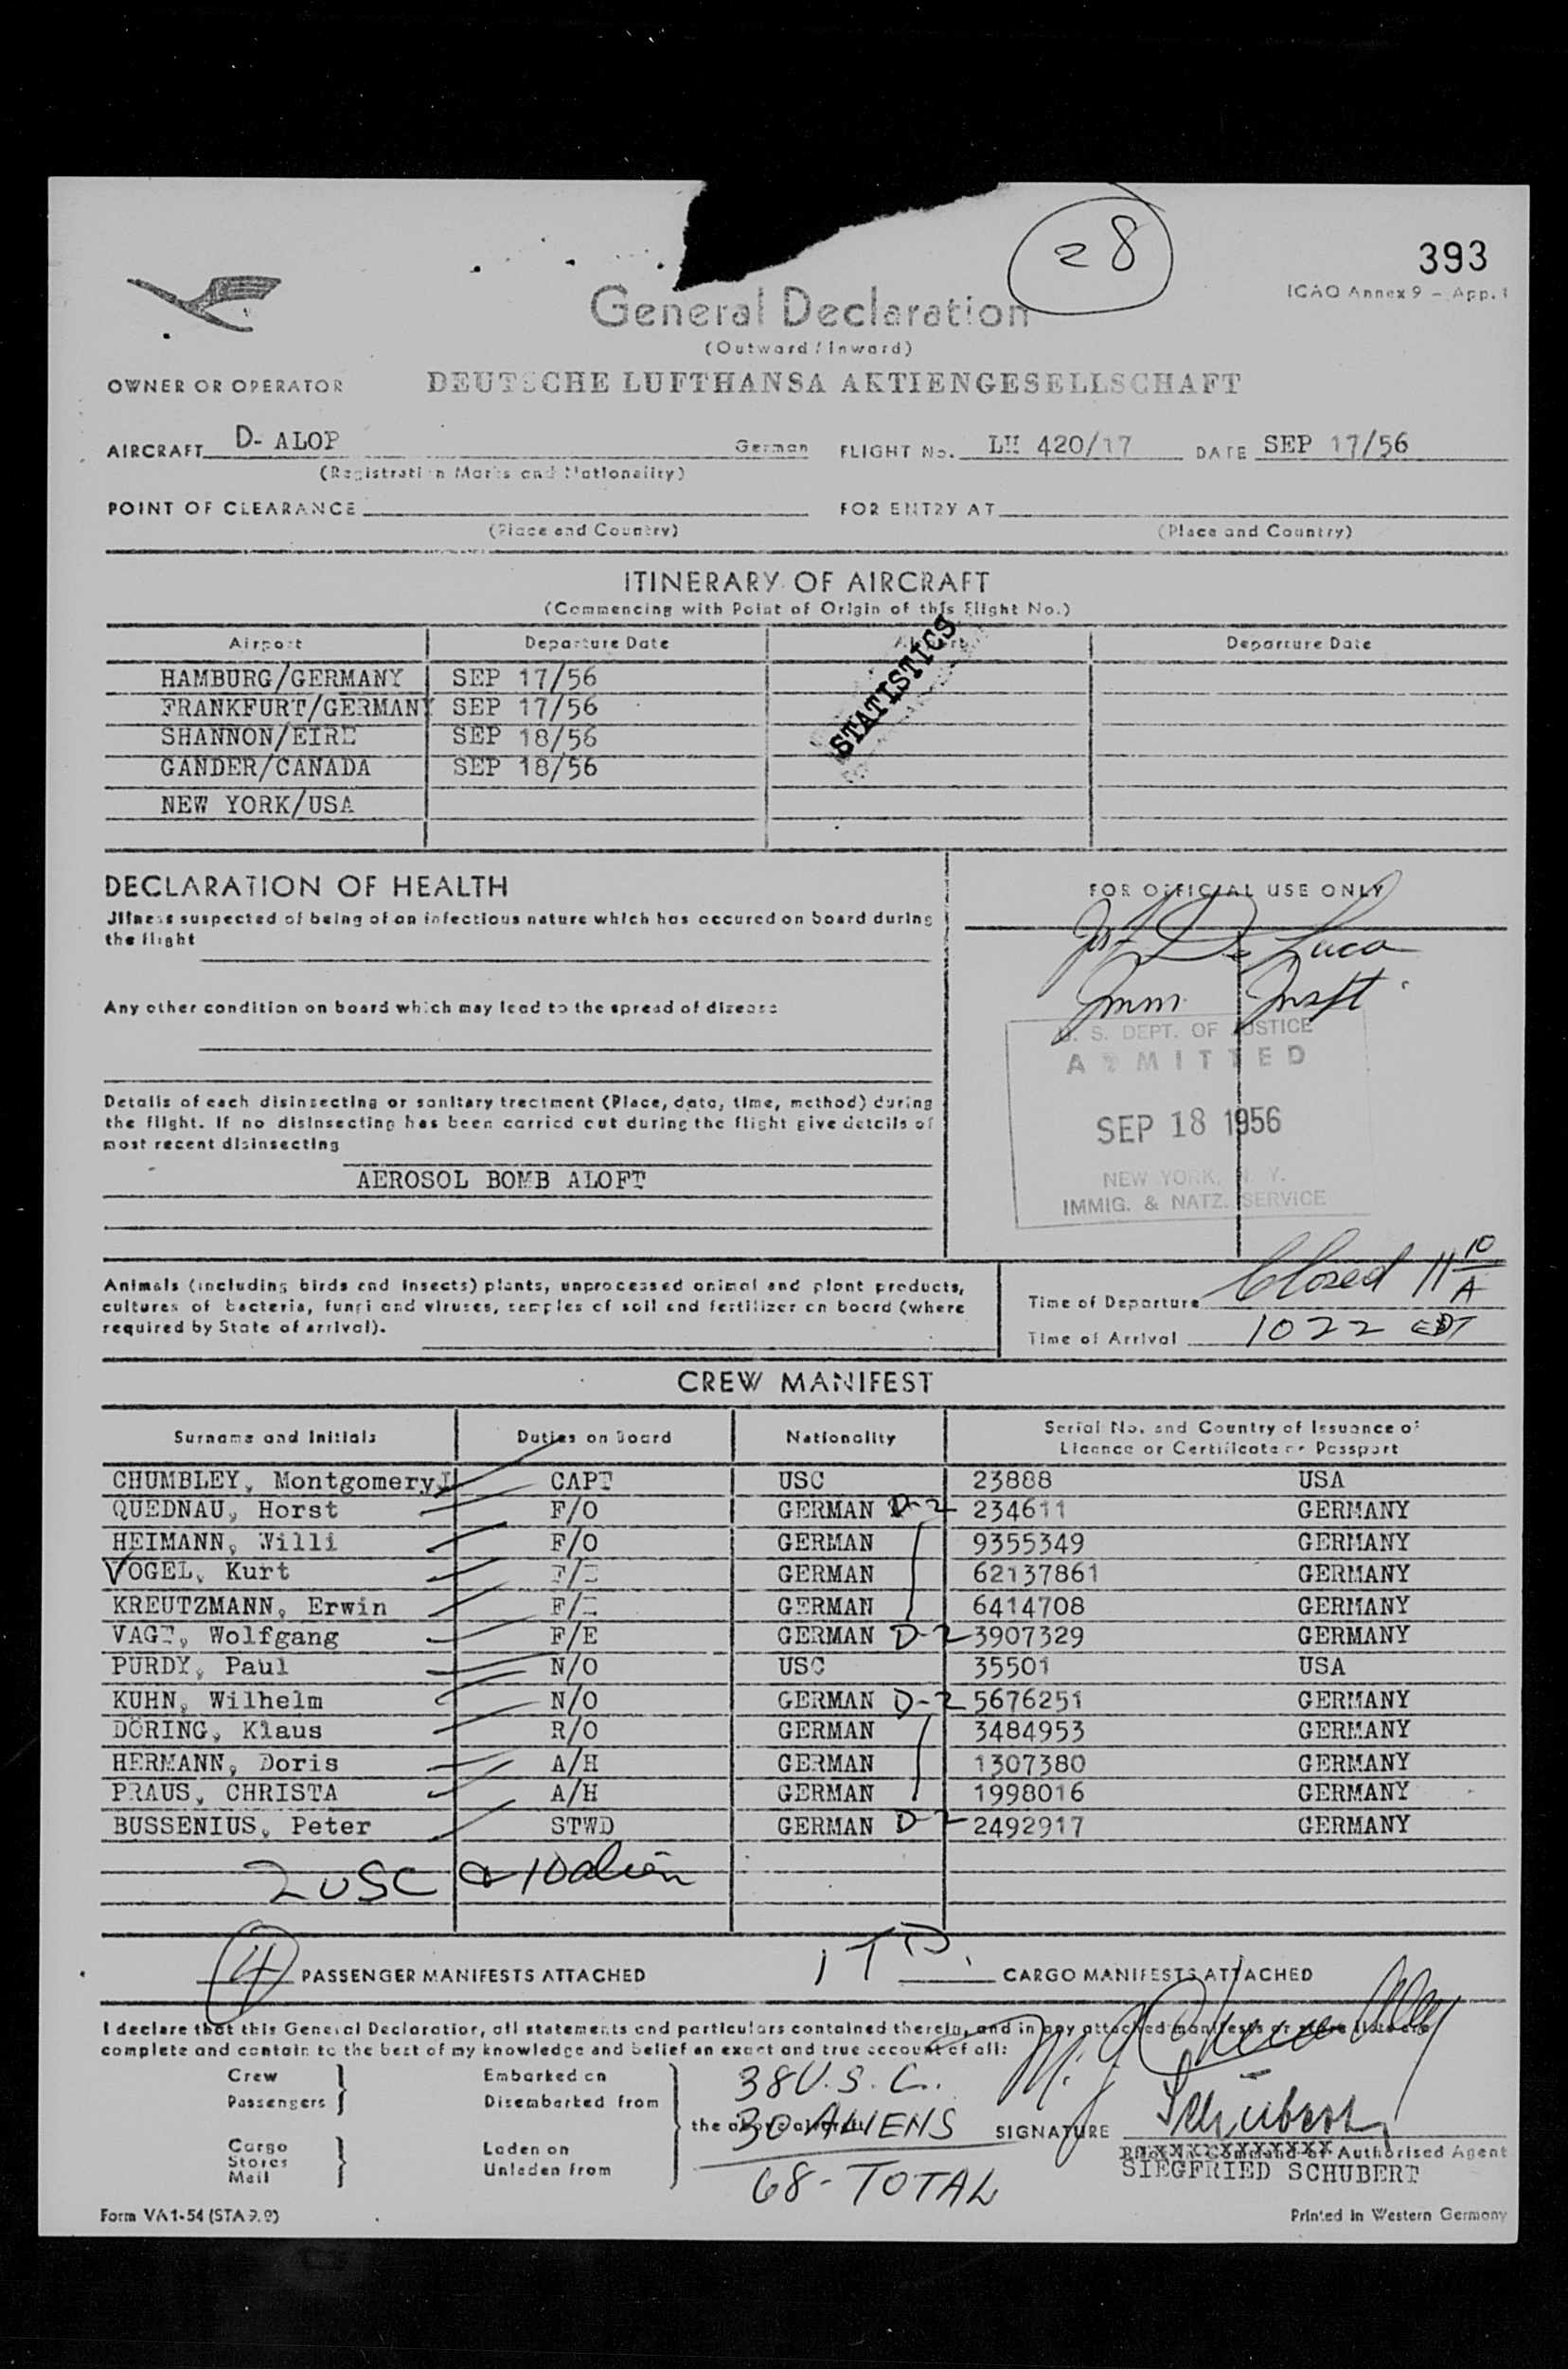 28
393
ICAO Annex 9 – App. 1
General Declaration
(Outward / Inward)
OWNER OR OPERATOR DEUTSCHE LUFTHANSA AKTIENGESELLSCHAFT
AIRCRAFT D- ALOP German FLIGHT No. LH 420/17 DATE SEP 17/56
(Registration Marks and Nationality)
POINT OF CLEARANCE FOR ENTRY AT
(Place and Country) (Place and Country)
ITINERARY OF AIRCRAFT
(Commencing with Point of Origin of this Flight No.)
Airport Departure Date Airport Departure Date
HAMBURG/GERMANY SEP 17/56
FRANKFURT/GERMANY SEP 17/56
SHANNON/EIRE SEP 18/56
GANDER/CANADA SEP 18/56
NEW YORK/USA
STATISTICS
DECLARATION OF HEALTH
Illness suspected of being of an infectious nature which has occured on board during
the flight
Any other condition on board which may lead to the spread of disease
Details of each disinsecting or sanitary treatment (Place, date, time, method) during
the flight. If no disinsecting has been carried out during the flight give details of
most recent disinsecting
AEROSOL BOMB ALOFT
FOR OFFICIAL USE ONLY
De Luca
Imm Inspt.
U. S. DEPT. OF JUSTICE
ADMITTED
SEP 18 1956
NEW YORK, N. Y.
IMMIG. & NATZ. SERVICE
Animals (including birds and insects) plants, unprocessed animal and plant products,
cultures of bacteria, fungi and viruses, samples of soil and fertilizer on board (where
required by State of arrival).
Closed 11 10/A
Time of Departure
Time of Arrival 1022 EDT
CREW MANIFEST
Surname and Initials Duties on Board Nationality Serial No. and Country of Issuance of
Licence or Certificate or Passport
CHUMBLEY, Montgomery J CAPT USC 23888 USA
QUEDNAU, Horst F/O GERMAN D-2 234611 GERMANY
HEIMANN, Willi F/O GERMAN 9355349 GERMANY
VOGEL, Kurt F/E GERMAN 62137861 GERMANY
KREUTZMANN, Erwin F/E GERMAN 6414708 GERMANY
VAGT, Wolfgang F/E GERMAN D-2 3907329 GERMANY
PURDY, Paul N/O USC 35501 USA
KUHN, Wilhelm N/O GERMAN D-2 5676251 GERMANY
DÖRING, Klaus R/O GERMAN 3484953 GERMANY
HERMANN, Doris A/H GERMAN 1307380 GERMANY
PRAUS, CHRISTA A/H GERMAN 1998016 GERMANY
BUSSENIUS, Peter STWD GERMAN D-2 2492917 GERMANY
2 USC & 10 alien
4 PASSENGER MANIFESTS ATTACHED 1 T D. CARGO MANIFESTS ATTACHED
I declare that this General Declaration, all statements and particulars contained therein, and in any attached manifests or
complete and contain to the best of my knowledge and belief an exact and true account of all:
Crew Embarked on
Passengers Disembarked from
the above aircraft
Cargo Laden on
Stores
Mail Unladen from
38 U.S.C.
30 ALIENS
68 - TOTAL
SIGNATURE Schubert
Authorised Agent
SIEGFRIED SCHUBERT
Form VA1-54 (STA 9.9) Printed in Western Germany